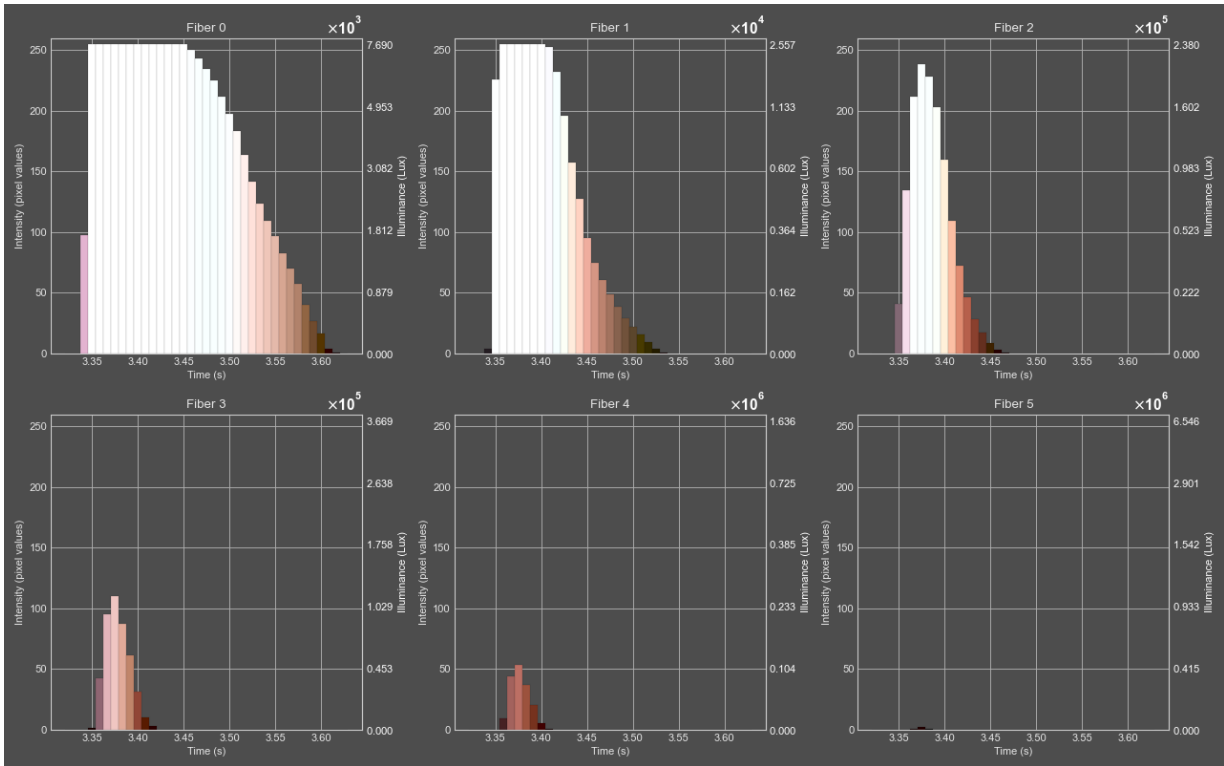 Fiber 0 ×10³
Intensity (pixel values)
250
200
150
100
50
0
7.690
4.953
3.082
1.812
0.879
0.000
Illuminance (Lux)
3.35 3.40 3.45 3.50 3.55 3.60
Time (s)
Fiber 1 ×10⁴
Intensity (pixel values)
250
200
150
100
50
0
2.557
1.133
0.602
0.364
0.162
0.000
Illuminance (Lux)
3.35 3.40 3.45 3.50 3.55 3.60
Time (s)
Fiber 2 ×10⁵
Intensity (pixel values)
250
200
150
100
50
0
2.380
1.602
0.983
0.523
0.222
0.000
Illuminance (Lux)
3.35 3.40 3.45 3.50 3.55 3.60
Time (s)
Fiber 3 ×10⁵
Intensity (pixel values)
250
200
150
100
50
0
3.669
2.638
1.758
1.029
0.453
0.000
Illuminance (Lux)
3.35 3.40 3.45 3.50 3.55 3.60
Time (s)
Fiber 4 ×10⁶
Intensity (pixel values)
250
200
150
100
50
0
1.636
0.725
0.385
0.233
0.104
0.000
Illuminance (Lux)
3.35 3.40 3.45 3.50 3.55 3.60
Time (s)
Fiber 5 ×10⁶
Intensity (pixel values)
250
200
150
100
50
0
6.546
2.901
1.542
0.933
0.415
0.000
Illuminance (Lux)
3.35 3.40 3.45 3.50 3.55 3.60
Time (s)